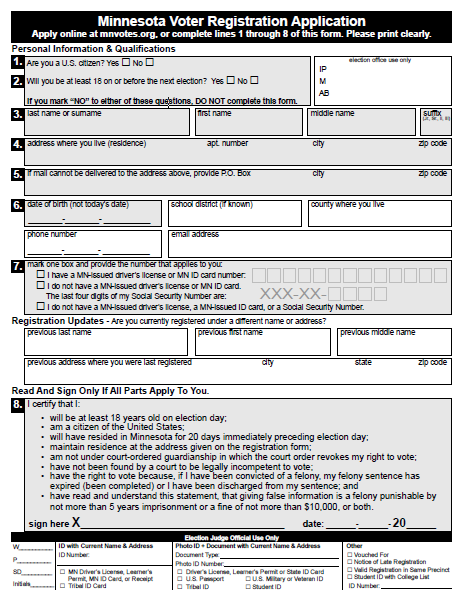 Minnesota Voter Registration Application
Apply online at mnvotes.org, or complete lines 1 through 8 of this form. Please print clearly.
Personal Information & Qualifications
1. Are you a U.S. citizen? Yes ☐ No ☐
2. Will you be at least 18 on or before the next election? Yes ☐ No ☐
If you mark “NO” to either of these questions, DO NOT complete this form.
election office use only
IP
M
AB
3. last name or surname first name middle name suffix
(Jr, Sr, II, III)
4. address where you live (residence) apt. number city zip code
5. If mail cannot be delivered to the address above, provide P.O. Box city zip code
6. date of birth (not today's date) school district (if known) county where you live
phone number email address
7. mark one box and provide the number that applies to you:
☐ I have a MN-issued driver's license or MN ID card number:
☐ I do not have a MN-issued driver's license or MN ID card.
The last four digits of my Social Security Number are: XXX-XX-
☐ I do not have a MN-issued driver's license, a MN-issued ID card, or a Social Security Number.
Registration Updates - Are you currently registered under a different name or address?
previous last name previous first name previous middle name
previous address where you were last registered city state zip code
Read And Sign Only If All Parts Apply To You.
8. I certify that I:
• will be at least 18 years old on election day;
• am a citizen of the United States;
• will have resided in Minnesota for 20 days immediately preceding election day;
• maintain residence at the address given on the registration form;
• am not under court-ordered guardianship in which the court order revokes my right to vote;
• have not been found by a court to be legally incompetent to vote;
• have the right to vote because, if I have been convicted of a felony, my felony sentence has
expired (been completed) or I have been discharged from my sentence; and
• have read and understand this statement, that giving false information is a felony punishable by
not more than 5 years imprisonment or a fine of not more than $10,000, or both.
sign here X________ date: _____-_____-20_____
Election Judge Official Use Only
W________
P________
SD________
Initials________
ID with Current Name & Address
ID Number:________
☐ MN Driver's License, Learner's
Permit, MN ID Card, or Receipt
☐ Tribal ID Card
Photo ID + Document with Current Name & Address
Document Type:________
Photo ID Number:________
☐ Driver's License, Learner's Permit or State ID Card
☐ U.S. Passport ☐ U.S. Military or Veteran ID
☐ Tribal ID ☐ Student ID
Other
☐ Vouched For
☐ Notice of Late Registration
☐ Valid Registration in Same Precinct
☐ Student ID with College List
ID Number:________